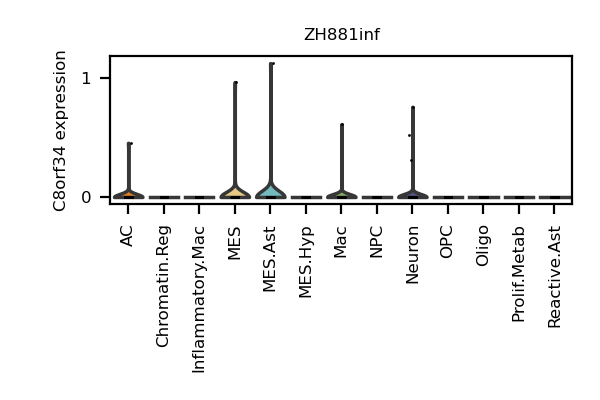 ZH881inf
C8orf34 expression
1
0
AC
Chromatin.Reg
Inflammatory.Mac
MES
MES.Ast
MES.Hyp
Mac
NPC
Neuron
OPC
Oligo
Prolif.Metab
Reactive.Ast